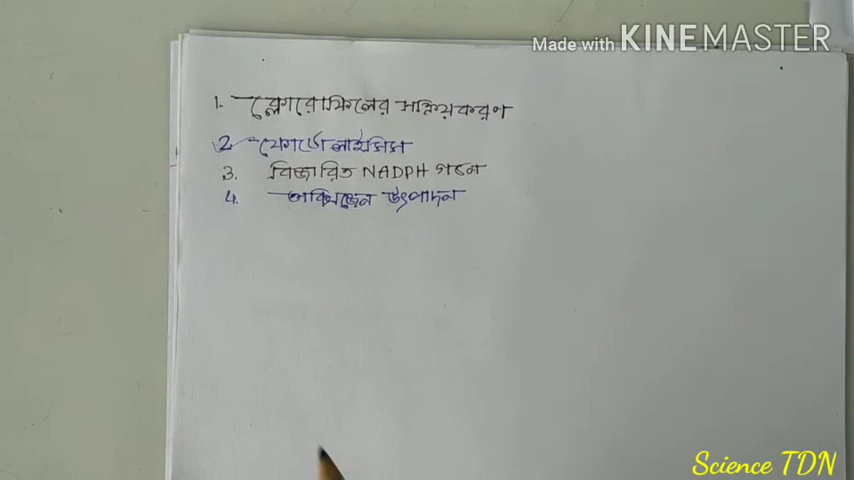 Made with KINEMASTER
1. ক্লোরোফিলের সক্রিয়করণ
2. ফোটোলাইসিস
3. বিজারিত NADPH গঠন
4. অক্সিজেন উৎপাদন
Science TDN